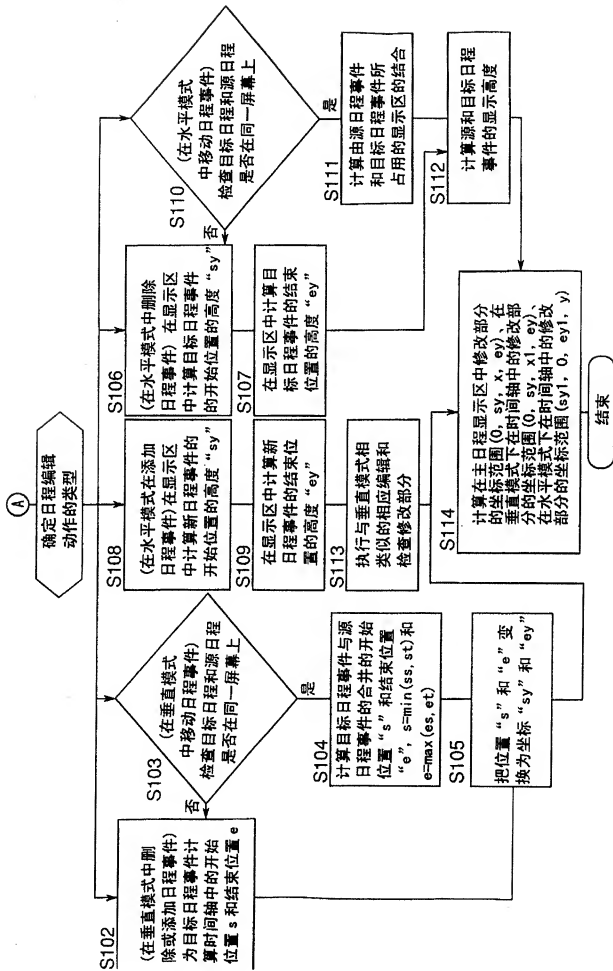 A
确定日程编辑
动作的类型
S102
(在垂直模式中删
除或添加日程事件)
为目标日程事件计
算时间轴中的开始
位置 s 和结束位置 e
S103
(在垂直模式
中移动日程事件)
检查目标日程和源日程
是否在同一屏幕上
否
是
S104
计算目标日程事件与源
日程事件的合并的开始
位置“s”和结束位置
“e”, s=min(ss,st)和
e=max(es,et)
S105
把位置“s”和“e”变
换为坐标“sy”和“ey”
S108
(在水平模式在添加
日程事件)在显示区
中计算新日程事件的
开始位置的高度“sy”
S109
在显示区中计算新
日程事件的结束位
置的高度“ey”
S113
执行与垂直模式相
类似的相应编辑和
检查修改部分
S106
(在水平模式中删除
日程事件) 在显示区
中计算目标日程事件
的开始位置的高度“sy”
S107
在显示区中计算目
标日程事件的结束
位置的高度“ey”
S110
(在水平模式
中移动日程事件)
检查目标日程和源日程
是否在同一屏幕上
否
是
S111
计算由源日程事件
和目标日程事件所
占用的显示区的结合
S112
计算源和目标日程
事件的显示高度
S114
计算在主日程显示区中修改部分
的坐标范围(0, sy, x, ey)、在
垂直模式下在时间轴中的修改部
分的坐标范围(0, sy, x1, ey)、
在水平模式下在时间轴中的修改
部分的坐标范围(sy1, 0, ey1, y)
结束